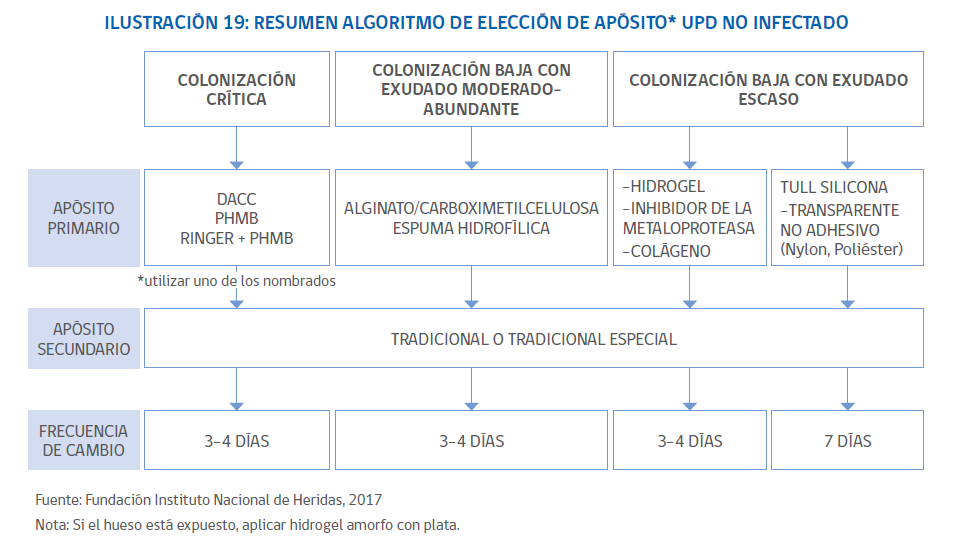 ILUSTRACIÓN 19: RESUMEN ALGORITMO DE ELECCIÓN DE APÓSITO* UPD NO INFECTADO
COLONIZACIÓN
CRÍTICA
COLONIZACIÓN BAJA CON
EXUDADO MODERADO-
ABUNDANTE
COLONIZACIÓN BAJA CON EXUDADO
ESCASO
APÓSITO
PRIMARIO
DACC
PHMB
RINGER + PHMB
ALGINATO/CARBOXIMETILCELULOSA
ESPUMA HIDROFÍLICA
-HIDROGEL
-INHIBIDOR DE LA
METALOPROTEASA
-COLÁGENO
TULL SILICONA
-TRANSPARENTE
NO ADHESIVO
(Nylon, Poliéster)
*utilizar uno de los nombrados
APÓSITO
SECUNDARIO
TRADICIONAL O TRADICIONAL ESPECIAL
FRECUENCIA
DE CAMBIO
3-4 DÍAS
3-4 DÍAS
3-4 DÍAS
7 DÍAS
Fuente: Fundación Instituto Nacional de Heridas, 2017
Nota: Si el hueso está expuesto, aplicar hidrogel amorfo con plata.